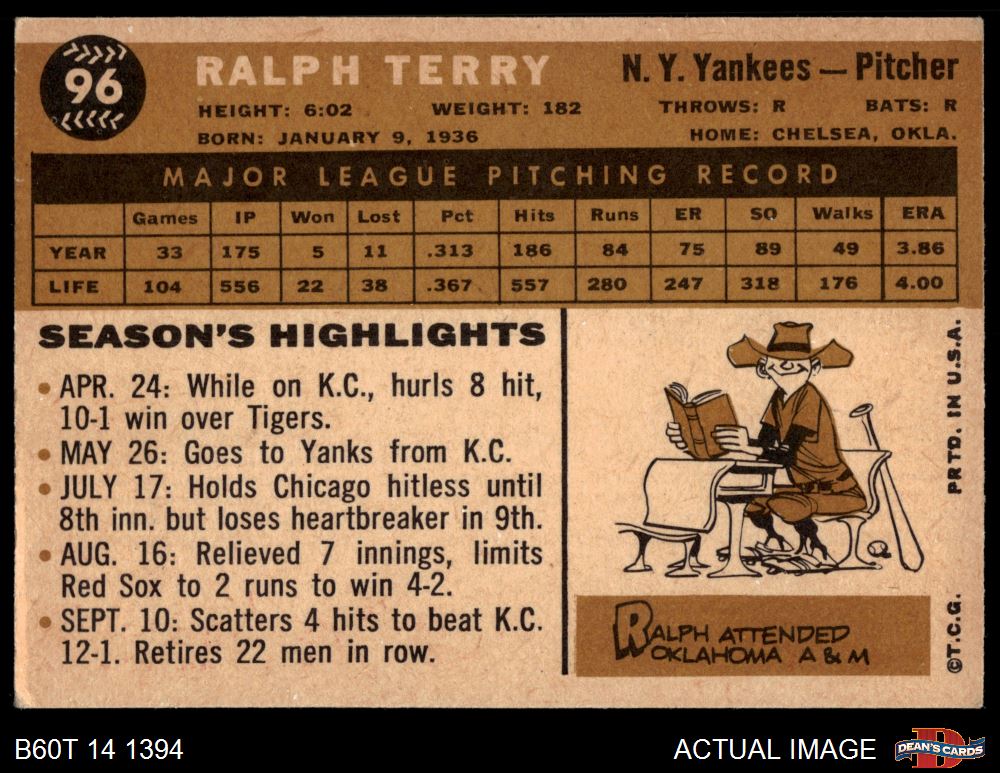 96
RALPH TERRY
N. Y. Yankees — Pitcher
HEIGHT: 6:02 WEIGHT: 182 THROWS: R BATS: R
BORN: JANUARY 9, 1936 HOME: CHELSEA, OKLA.
MAJOR LEAGUE PITCHING RECORD
Games IP Won Lost Pct Hits Runs ER SO Walks ERA
YEAR 33 175 5 11 .313 186 84 75 89 49 3.86
LIFE 104 556 22 38 .367 557 280 247 318 176 4.00
SEASON'S HIGHLIGHTS
• APR. 24: While on K.C., hurls 8 hit,
10-1 win over Tigers.
• MAY 26: Goes to Yanks from K.C.
• JULY 17: Holds Chicago hitless until
8th inn. but loses heartbreaker in 9th.
• AUG. 16: Relieved 7 innings, limits
Red Sox to 2 runs to win 4-2.
• SEPT. 10: Scatters 4 hits to beat K.C.
12-1. Retires 22 men in row.
RALPH ATTENDED
OKLAHOMA A & M
©T.C.G. PRTD. IN U.S.A.
B60T 14 1394
ACTUAL IMAGE
D
DEAN'S CARDS